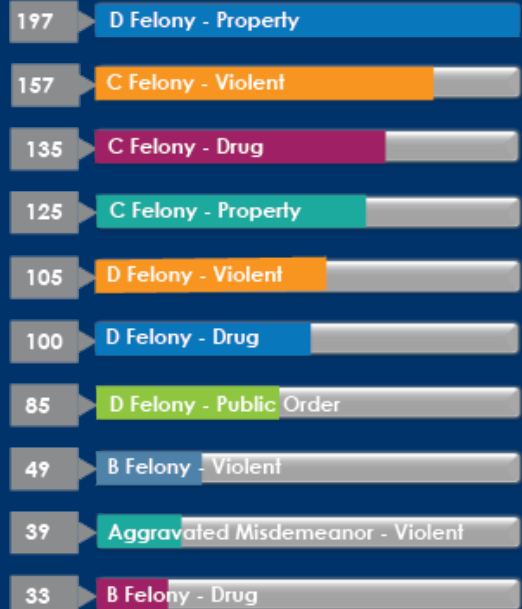 197 D Felony - Property
157 C Felony - Violent
135 C Felony - Drug
125 C Felony - Property
105 D Felony - Violent
100 D Felony - Drug
85 D Felony - Public Order
49 B Felony - Violent
39 Aggravated Misdemeanor - Violent
33 B Felony - Drug